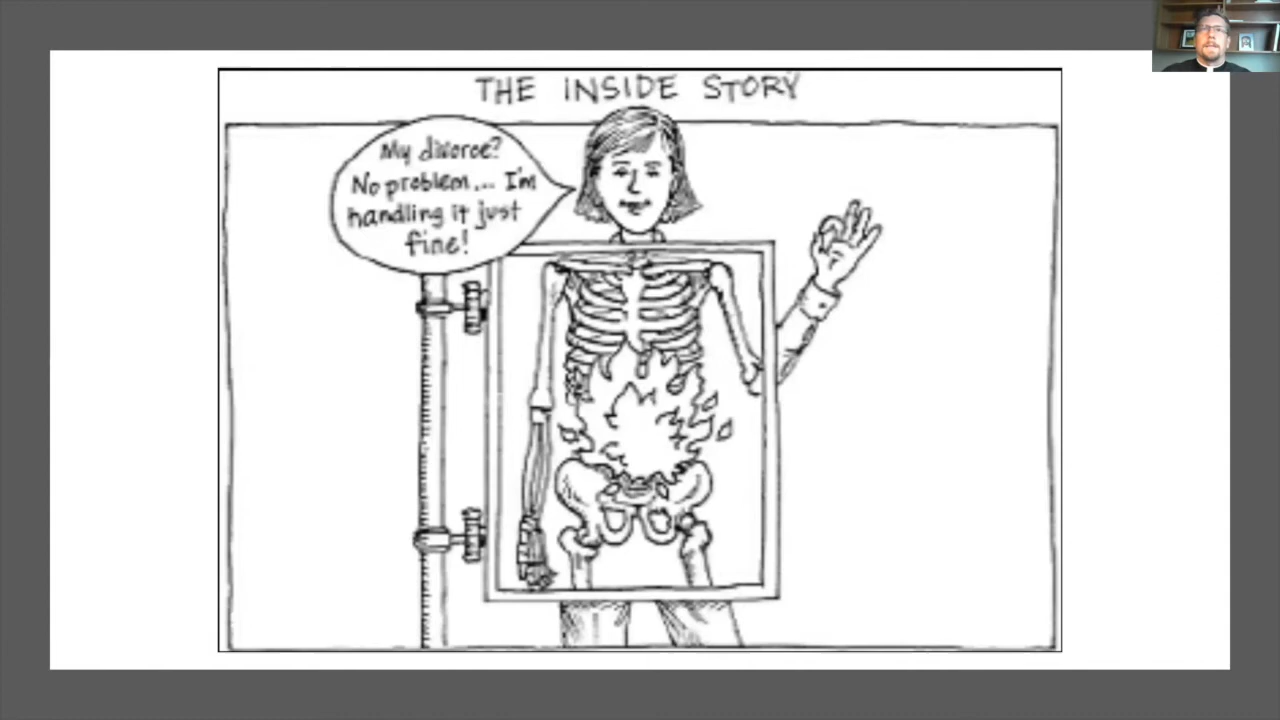 THE INSIDE STORY
My divorce?
No problem... I'm
handling it just
fine!